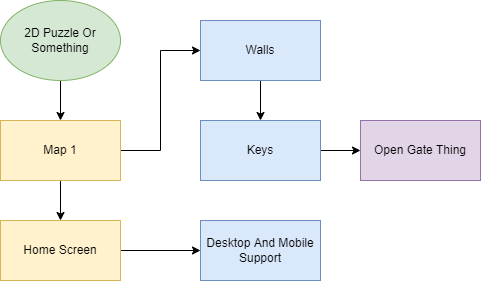 2D Puzzle Or
Something
Walls
Map 1
Keys
Open Gate Thing
Home Screen
Desktop And Mobile
Support